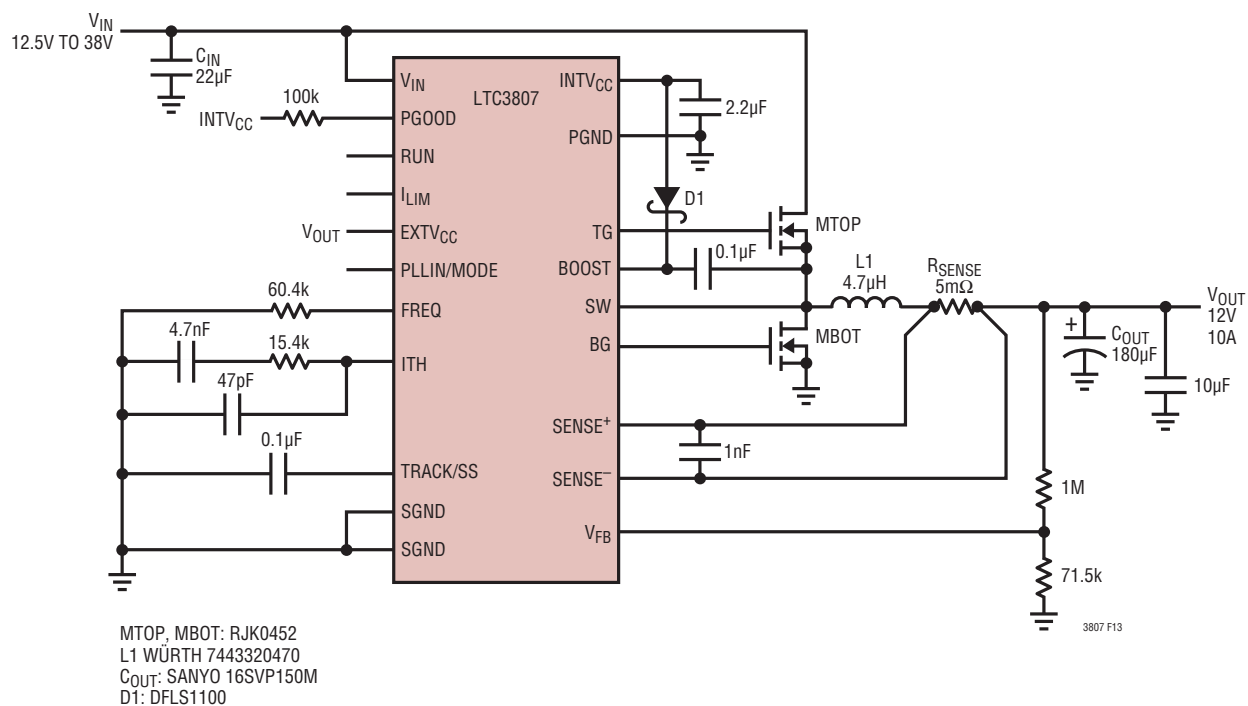 VIN
12.5V TO 38V
CIN
22µF
INTVCC
100k
VOUT
60.4k
4.7nF
15.4k
47pF
0.1µF
LTC3807
VIN
PGOOD
RUN
ILIM
EXTVCC
PLLIN/MODE
FREQ
ITH
TRACK/SS
SGND
SGND
INTVCC
PGND
TG
BOOST
SW
BG
SENSE+
SENSE–
VFB
2.2µF
D1
0.1µF
MTOP
MBOT
L1
4.7µH
RSENSE
5mΩ
1nF
VOUT
12V
10A
+
COUT
180µF
10µF
1M
71.5k
3807 F13
MTOP, MBOT: RJK0452
L1 WÜRTH 7443320470
COUT: SANYO 16SVP150M
D1: DFLS1100